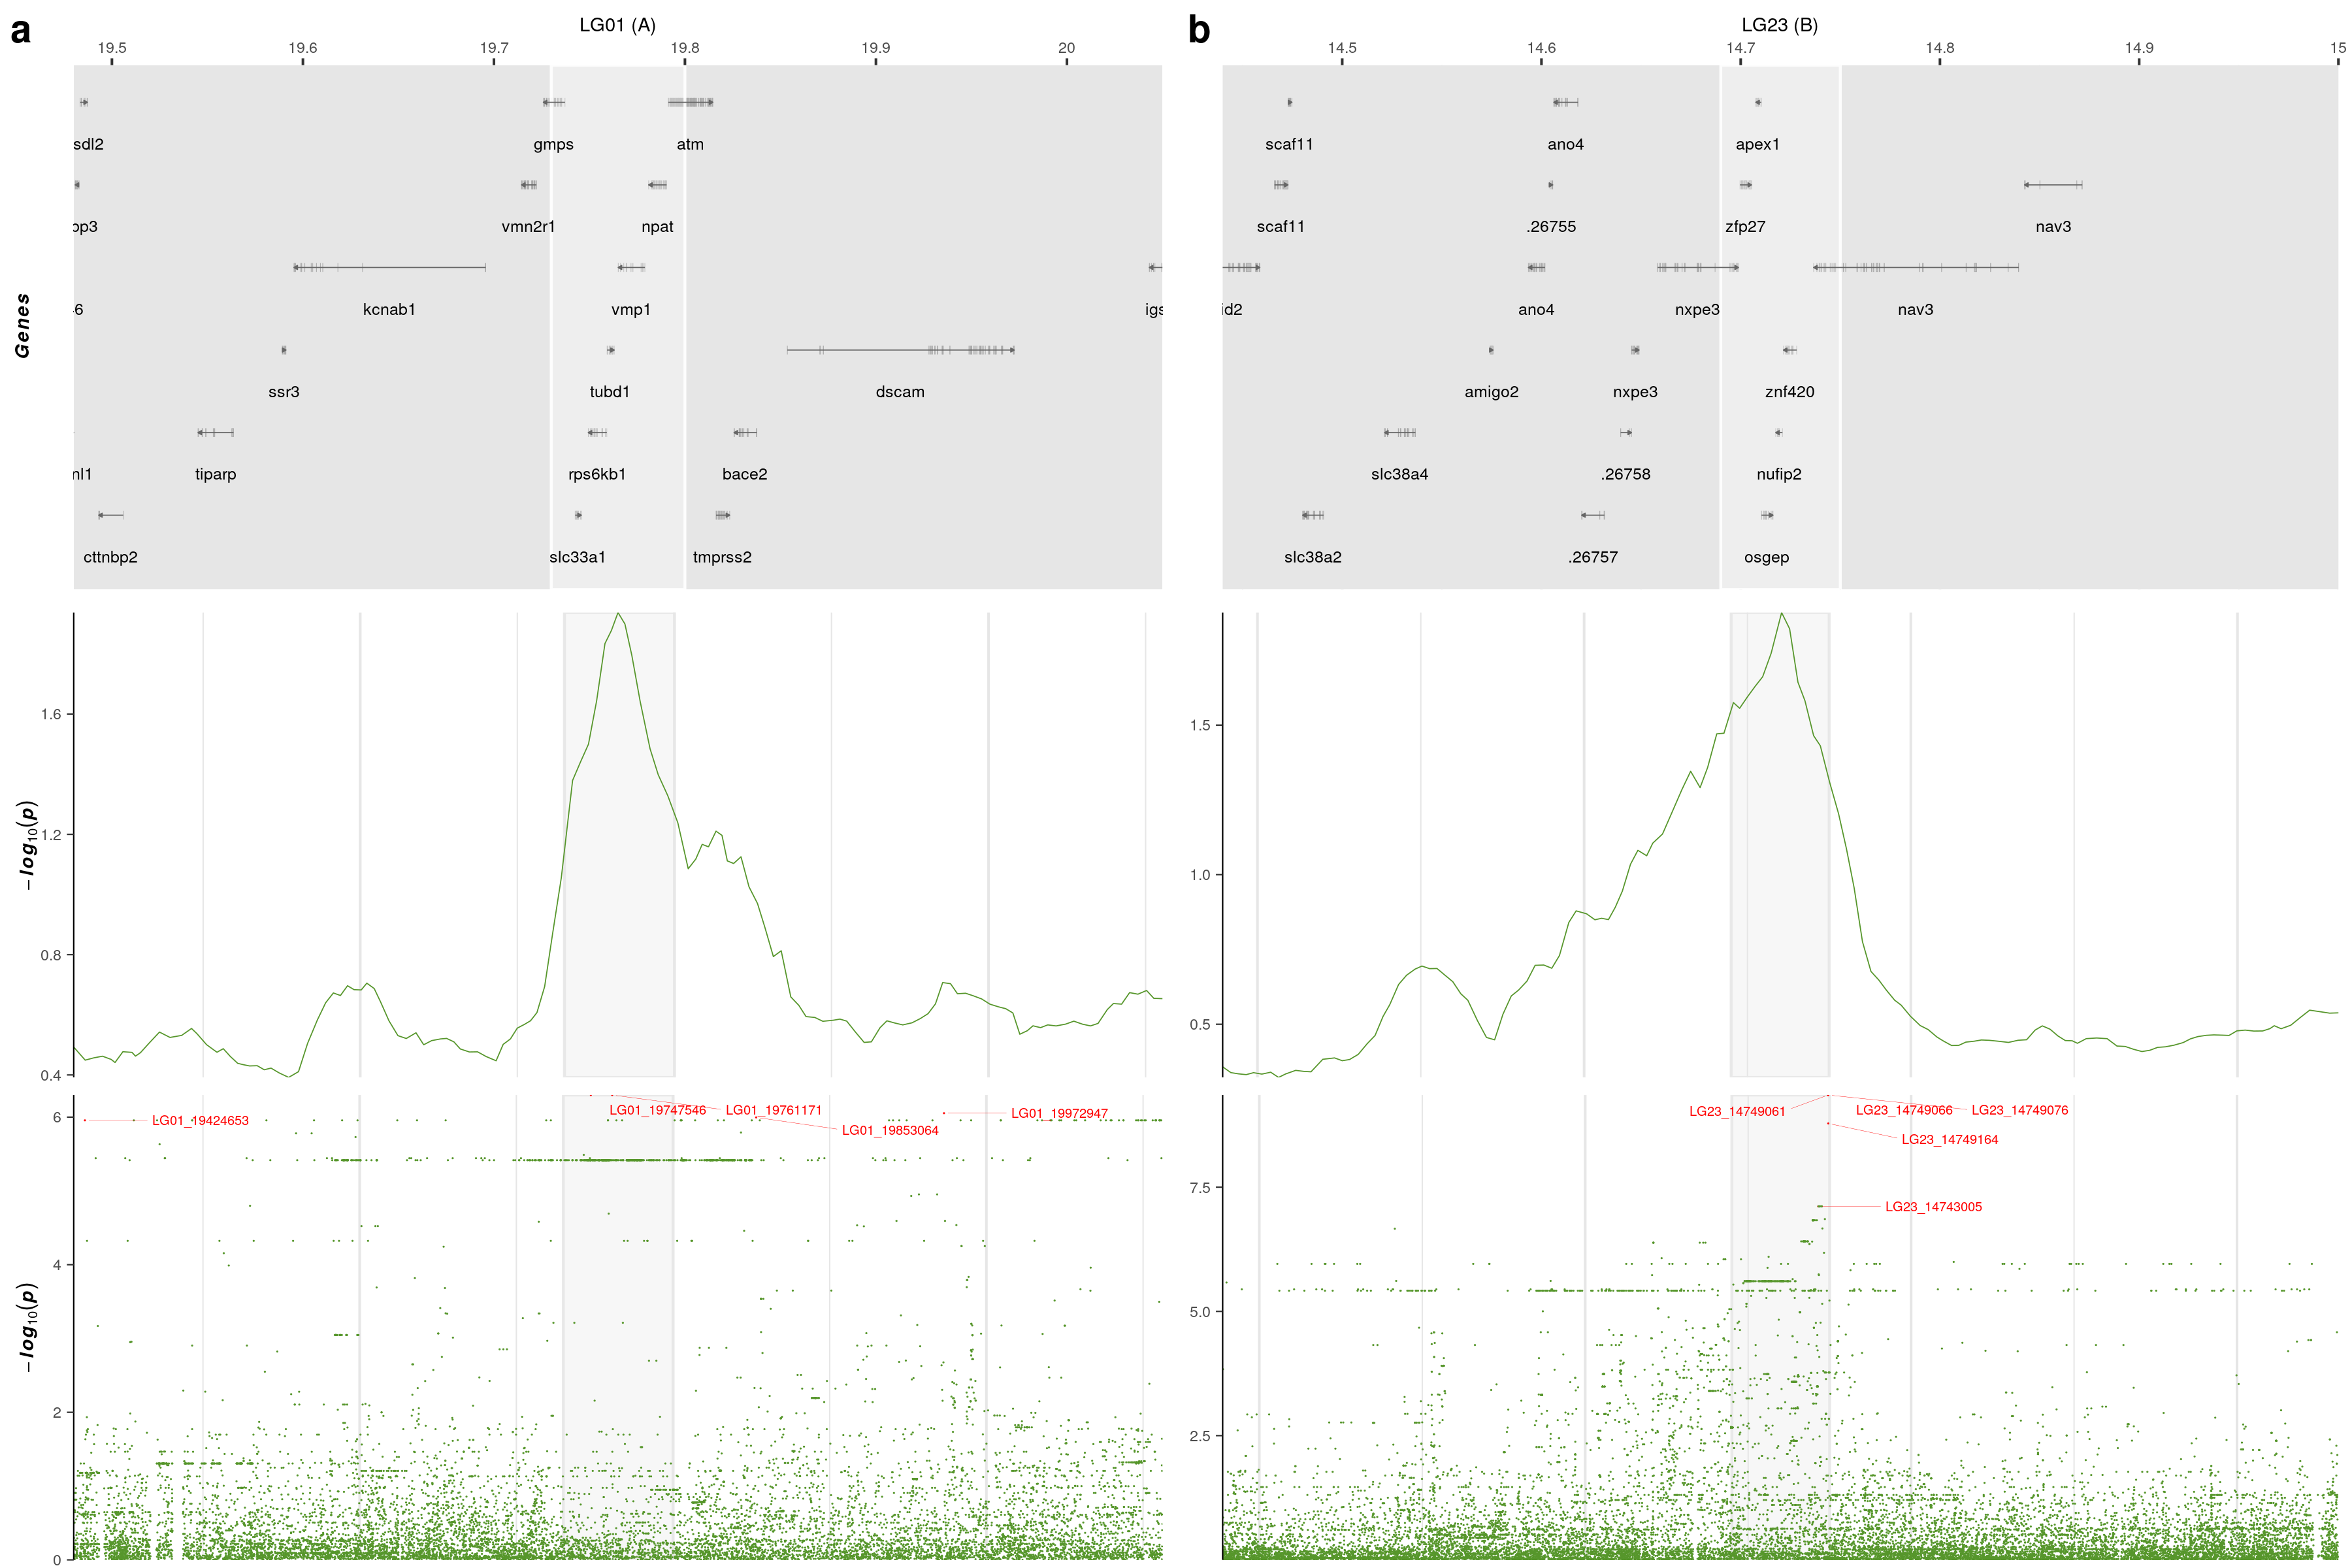 a
LG01 (A)
19.5 19.6 19.7 19.8 19.9 20
sdl2 gmps atm
vmn2r1 npat
kcnab1 vmp1 igs
ssr3 tubd1 dscam
nl1 tiparp rps6kb1 bace2
cttnbp2 slc33a1 tmprss2
Genes
1.6
1.2
0.8
0.4
−log10(p)
6
4
2
0
−log10(p)
LG01_19424653
LG01_19747546
LG01_19761171
LG01_19853064
LG01_19972947
b
LG23 (B)
14.5 14.6 14.7 14.8 14.9 15
scaf11 ano4 apex1
scaf11 .26755 zfp27 nav3
id2 ano4 nxpe3 nav3
amigo2 nxpe3 znf420
slc38a4 .26758 nufip2
slc38a2 .26757 osgep
1.5
1.0
0.5
7.5
5.0
2.5
LG23_14749061
LG23_14749066
LG23_14749076
LG23_14749164
LG23_14743005